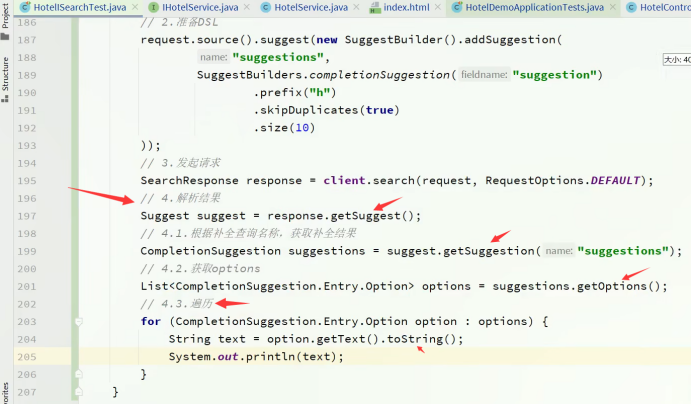 Project
HotelSearchTest.java × IHotelService.java × HotelService.java × index.html × HotelDemoApplicationTests.java × HotelContro
Structure
186 // 2.准备DSL
187 request.source().suggest(new SuggestBuilder().addSuggestion(
188 name: "suggestions",
189 SuggestBuilders.completionSuggestion( fieldname: "suggestion")
190 .prefix("h")
191 .skipDuplicates(true)
192 .size(10)
193 ));
194 // 3.发起请求
195 SearchResponse response = client.search(request, RequestOptions.DEFAULT);
196 // 4.解析结果
197 Suggest suggest = response.getSuggest();
198 // 4.1.根据补全查询名称，获取补全结果
199 CompletionSuggestion suggestions = suggest.getSuggestion( name: "suggestions");
200 // 4.2.获取options
201 List<CompletionSuggestion.Entry.Option> options = suggestions.getOptions();
202 // 4.3.遍历
203 for (CompletionSuggestion.Entry.Option option : options) {
204 String text = option.getText().toString();
205 System.out.println(text);
206 }
207 }
大小: 40
vorites